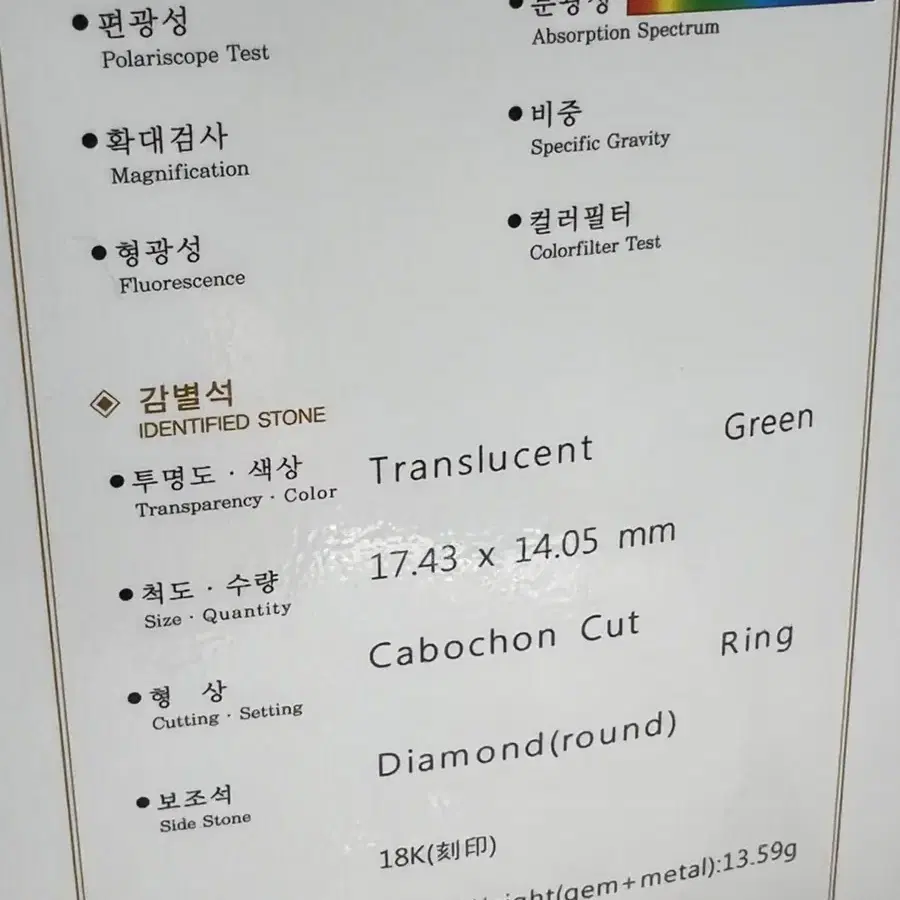 ● 편광성
Polariscope Test
● 확대검사
Magnification
● 형광성
Fluorescence
● 분광성
Absorption Spectrum
● 비중
Specific Gravity
● 컬러필터
Colorfilter Test
감별석
IDENTIFIED STONE
● 투명도 · 색상 Translucent Green
Transparency · Color
● 척도 · 수량 17.43 x 14.05 mm
Size · Quantity
● 형 상 Cabochon Cut Ring
Cutting · Setting
● 보조석 Diamond(round)
Side Stone
18K(刻印)
(gem+metal):13.59g